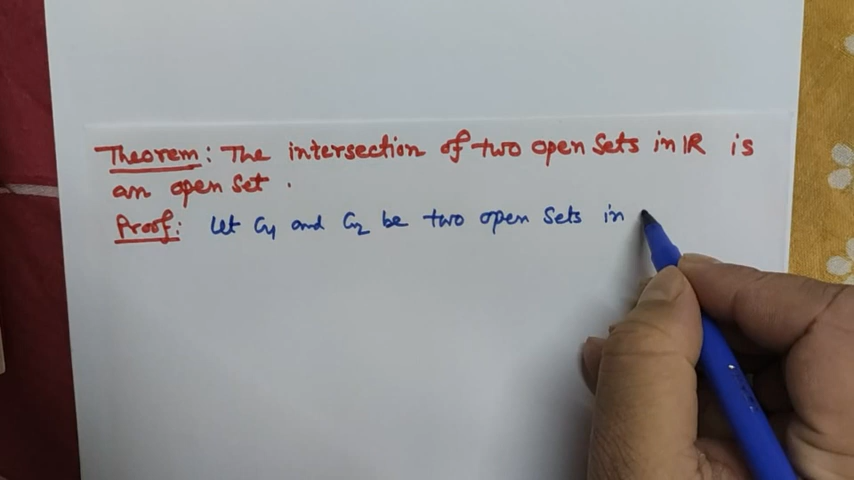 Theorem: The intersection of two open sets in IR is
an open set.
Proof: Let G1 and G2 be two open sets in